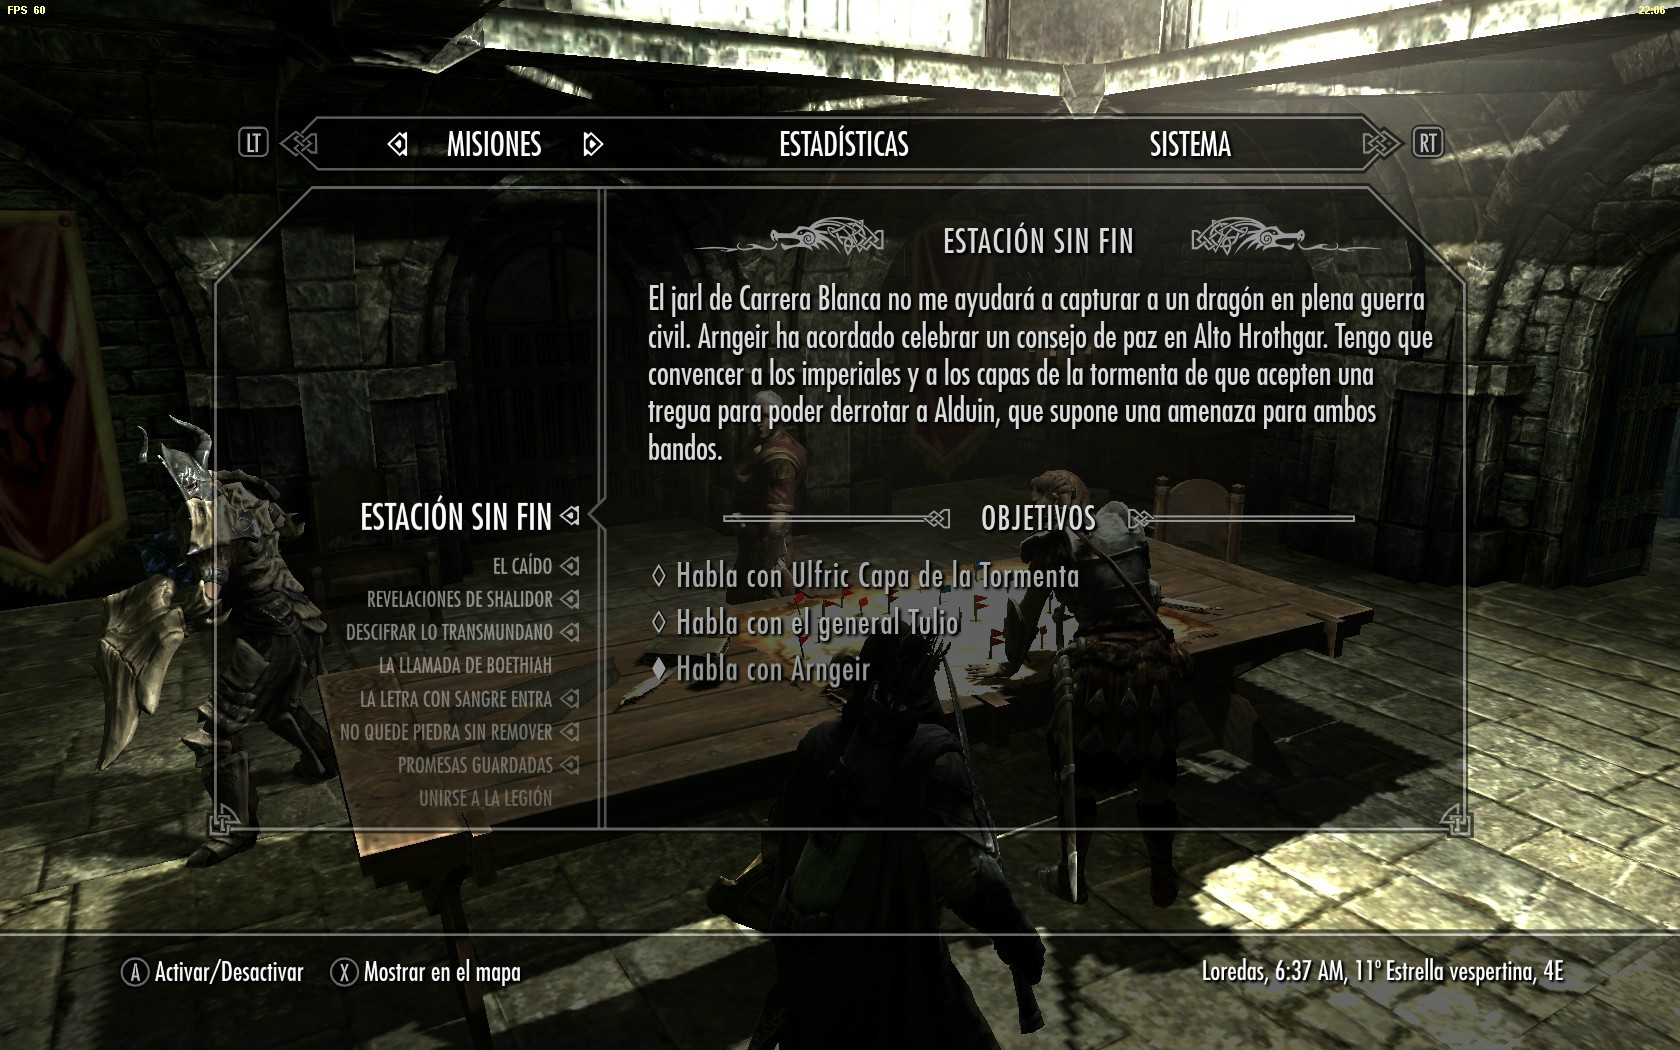 FPS 60
22:06
LT
MISIONES
ESTADÍSTICAS
SISTEMA
RT
ESTACIÓN SIN FIN
EL CAÍDO
REVELACIONES DE SHALIDOR
DESCIFRAR LO TRANSMUNDANO
LA LLAMADA DE BOETHIAH
LA LETRA CON SANGRE ENTRA
NO QUEDE PIEDRA SIN REMOVER
PROMESAS GUARDADAS
UNIRSE A LA LEGIÓN
ESTACIÓN SIN FIN
El jarl de Carrera Blanca no me ayudará a capturar a un dragón en plena guerra
civil. Arngeir ha acordado celebrar un consejo de paz en Alto Hrothgar. Tengo que
convencer a los imperiales y a los capas de la tormenta de que acepten una
tregua para poder derrotar a Alduin, que supone una amenaza para ambos
bandos.
OBJETIVOS
Habla con Ulfric Capa de la Tormenta
Habla con el general Tulio
Habla con Arngeir
A Activar/Desactivar
X Mostrar en el mapa
Loredas, 6:37 AM, 11º Estrella vespertina, 4E